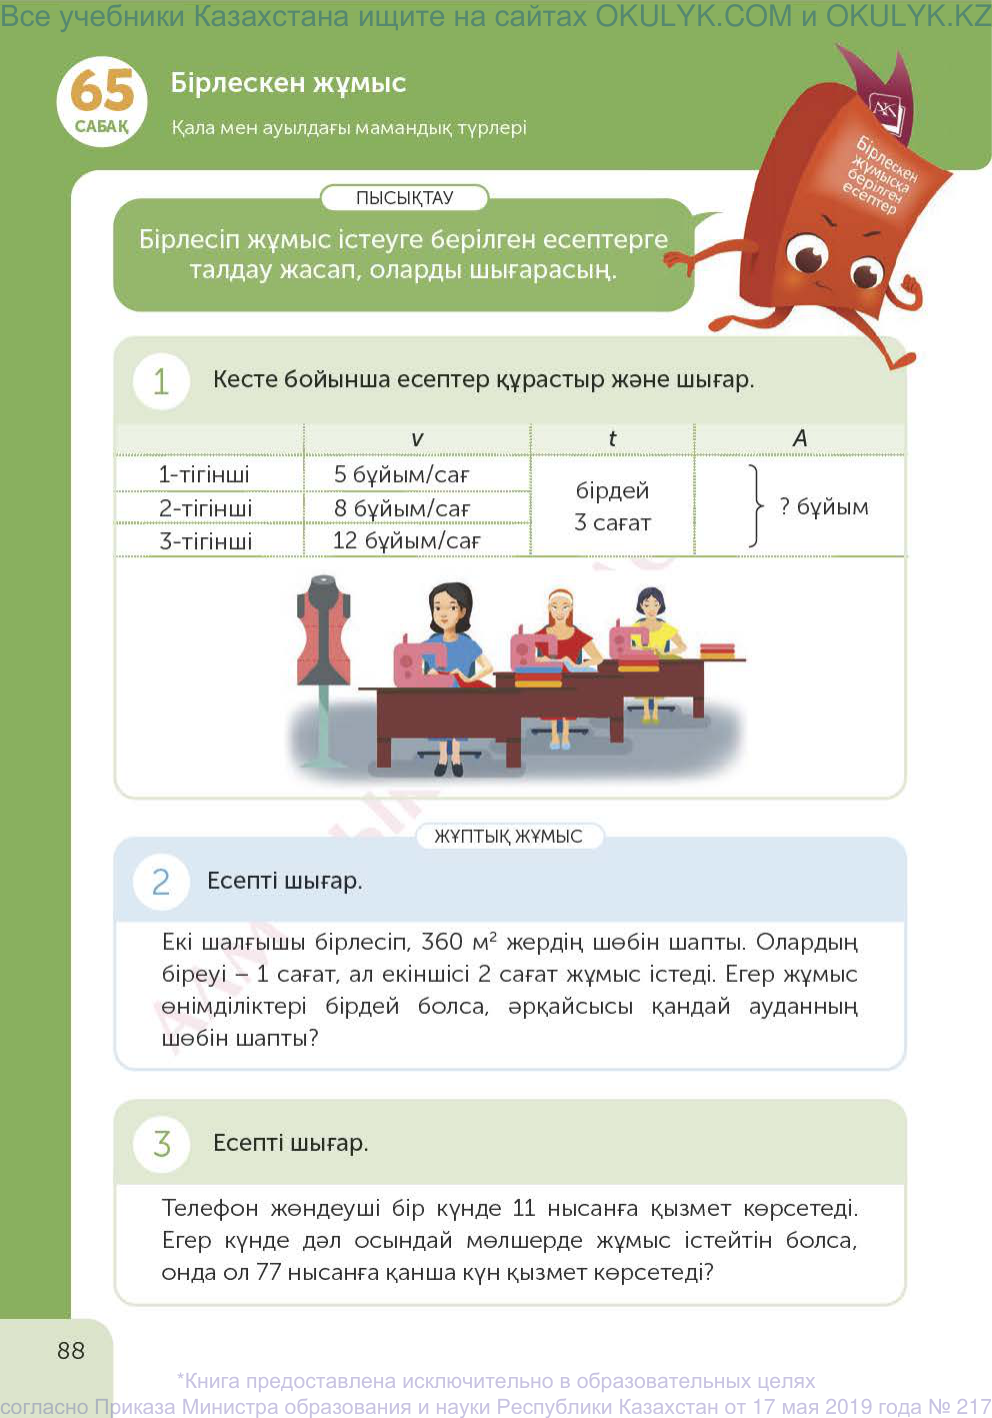 Все учебники Казахстана ищите на сайтах OKULYK.COM и OKULYK.KZ
65
САБАҚ
Бірлескен жұмыс
Қала мен ауылдағы мамандық түрлері
АК
Бірлескен
жұмысқа
берілген
есептер
ПЫСЫҚТАУ
Бірлесіп жұмыс істеуге берілген есептерге
талдау жасап, оларды шығарасың.
1 Кесте бойынша есептер құрастыр және шығар.
v t A
1-тігінші 5 бұйым/сағ
2-тігінші 8 бұйым/сағ
3-тігінші 12 бұйым/сағ
бірдей
3 сағат
? бұйым
ЖҰПТЫҚ ЖҰМЫС
2 Есепті шығар.
Екі шалғышы бірлесіп, 360 м² жердің шөбін шапты. Олардың
біреуі – 1 сағат, ал екіншісі 2 сағат жұмыс істеді. Егер жұмыс
өнімділіктері бірдей болса, әрқайсысы қандай ауданның
шөбін шапты?
3 Есепті шығар.
Телефон жөндеуші бір күнде 11 нысанға қызмет көрсетеді.
Егер күнде дәл осындай мөлшерде жұмыс істейтін болса,
онда ол 77 нысанға қанша күн қызмет көрсетеді?
88
*Книга предоставлена исключительно в образовательных целях
согласно Приказа Министра образования и науки Республики Казахстан от 17 мая 2019 года № 217